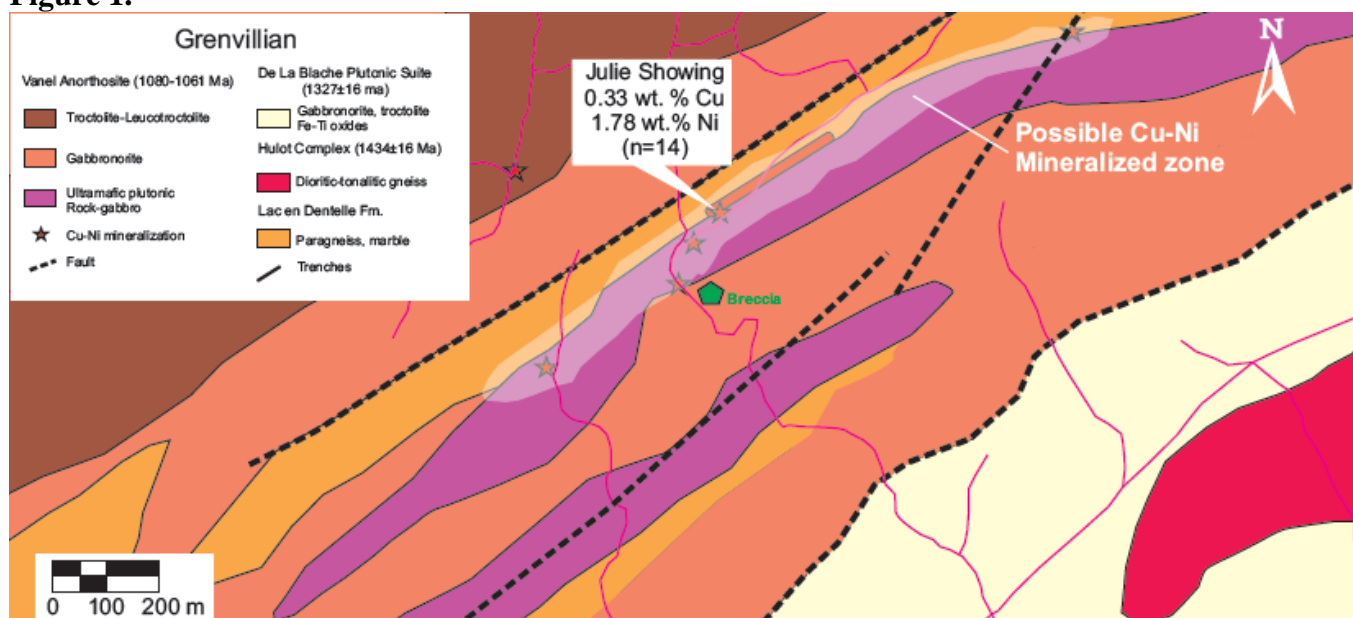 Figure 1.
Grenvillian
Vanel Anorthosite (1080-1061 Ma)
Troctolite-Leucotroctolite
Gabbronorite
Ultramafic plutonic
Rock-gabbro
Cu-Ni mineralization
Fault
De La Blache Plutonic Suite
(1327±16 ma)
Gabbronorite, troctolite
Fe-Ti oxides
Hulot Complex (1434±16 Ma)
Dioritic-tonalitic gneiss
Lac en Dentelle Fm.
Paragneiss, marble
Trenches
Julie Showing
0.33 wt. % Cu
1.78 wt.% Ni
(n=14)
N
Possible Cu-Ni
Mineralized zone
Breccia
0 100 200 m